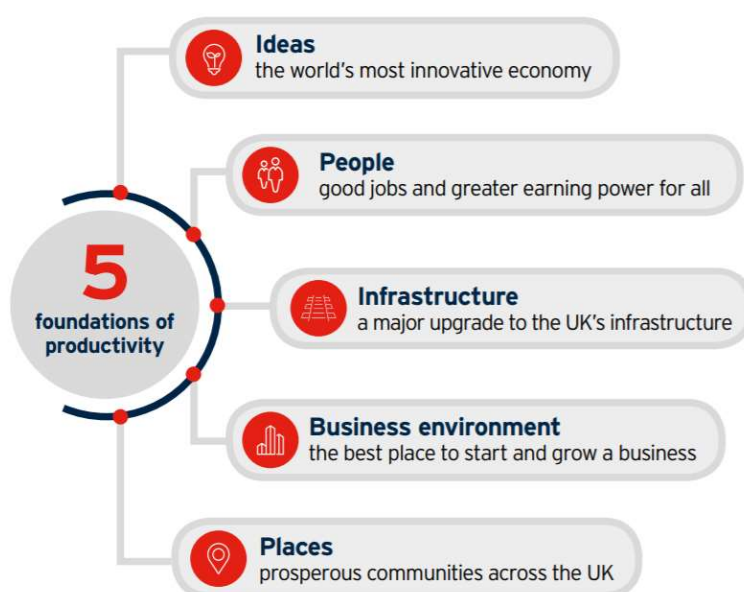 Ideas
the world's most innovative economy
People
good jobs and greater earning power for all
5
foundations of
productivity
Infrastructure
a major upgrade to the UK's infrastructure
Business environment
the best place to start and grow a business
Places
prosperous communities across the UK